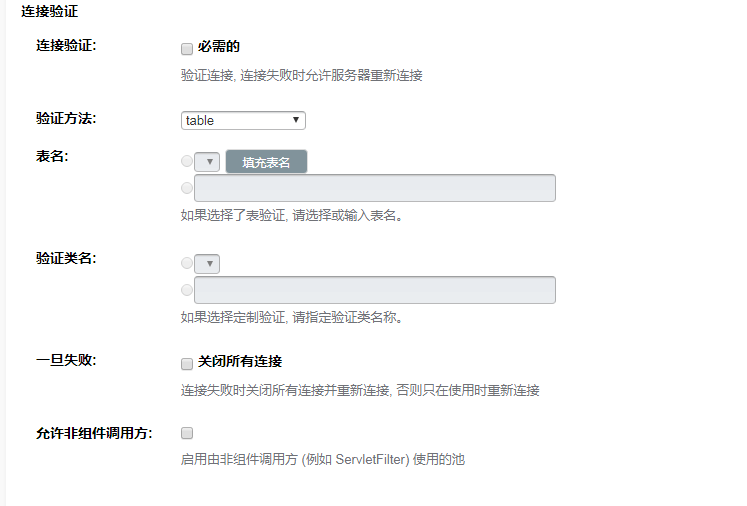 连接验证
连接验证: 必需的
验证连接, 连接失败时允许服务器重新连接
验证方法: table
表名: 填充表名
如果选择了表验证, 请选择或输入表名。
验证类名:
如果选择定制验证, 请指定验证类名称。
一旦失败: 关闭所有连接
连接失败时关闭所有连接并重新连接, 否则只在使用时重新连接
允许非组件调用方:
启用由非组件调用方 (例如 ServletFilter) 使用的池